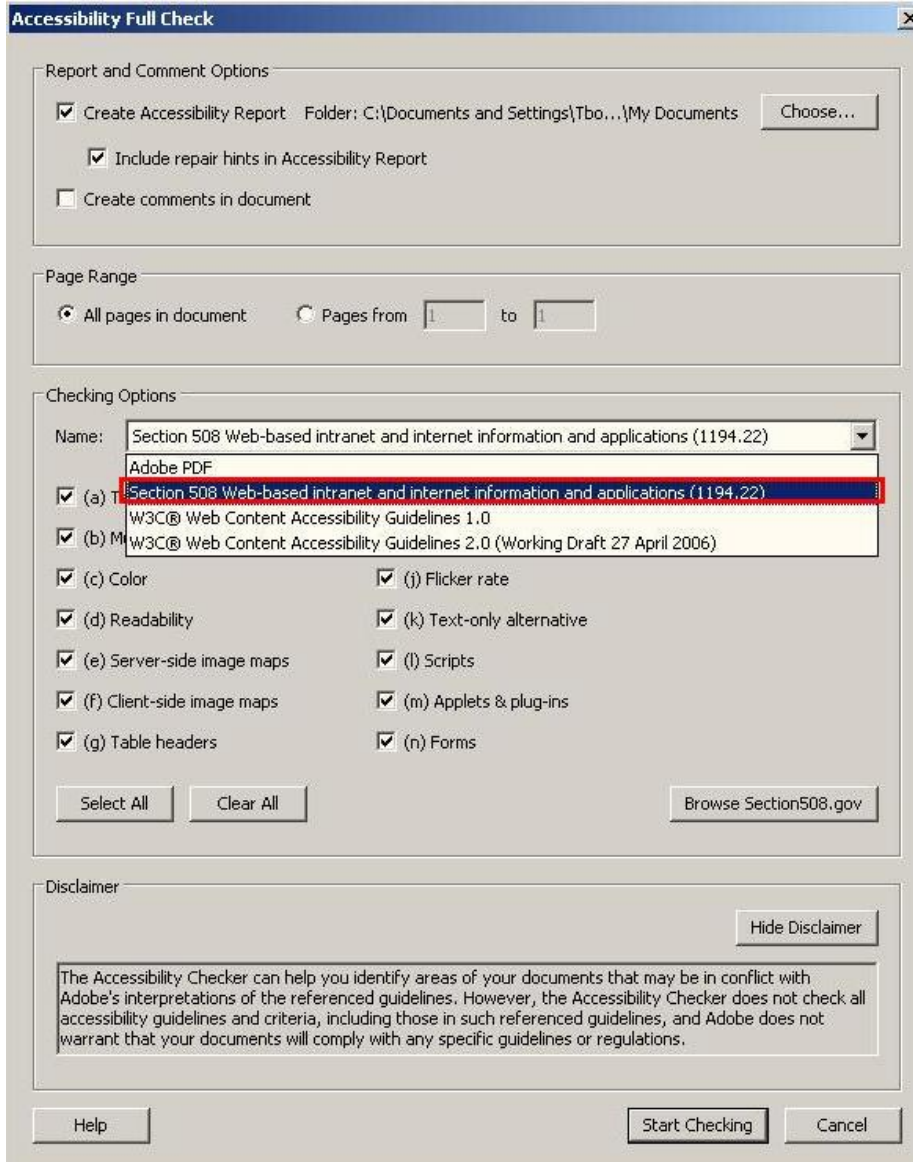 Accessibility Full Check
Report and Comment Options
Create Accessibility Report Folder: C:\Documents and Settings\Tbo...\My Documents Choose...
Include repair hints in Accessibility Report
Create comments in document
Page Range
All pages in document Pages from 1 to 1
Checking Options
Name: Section 508 Web-based intranet and internet information and applications (1194.22)
Adobe PDF
(a) T Section 508 Web-based intranet and internet information and applications (1194.22)
W3C® Web Content Accessibility Guidelines 1.0
(b) M W3C® Web Content Accessibility Guidelines 2.0 (Working Draft 27 April 2006)
(c) Color (j) Flicker rate
(d) Readability (k) Text-only alternative
(e) Server-side image maps (l) Scripts
(f) Client-side image maps (m) Applets & plug-ins
(g) Table headers (n) Forms
Select All Clear All Browse Section508.gov
Disclaimer
Hide Disclaimer
The Accessibility Checker can help you identify areas of your documents that may be in conflict with
Adobe's interpretations of the referenced guidelines. However, the Accessibility Checker does not check all
accessibility guidelines and criteria, including those in such referenced guidelines, and Adobe does not
warrant that your documents will comply with any specific guidelines or regulations.
Help Start Checking Cancel